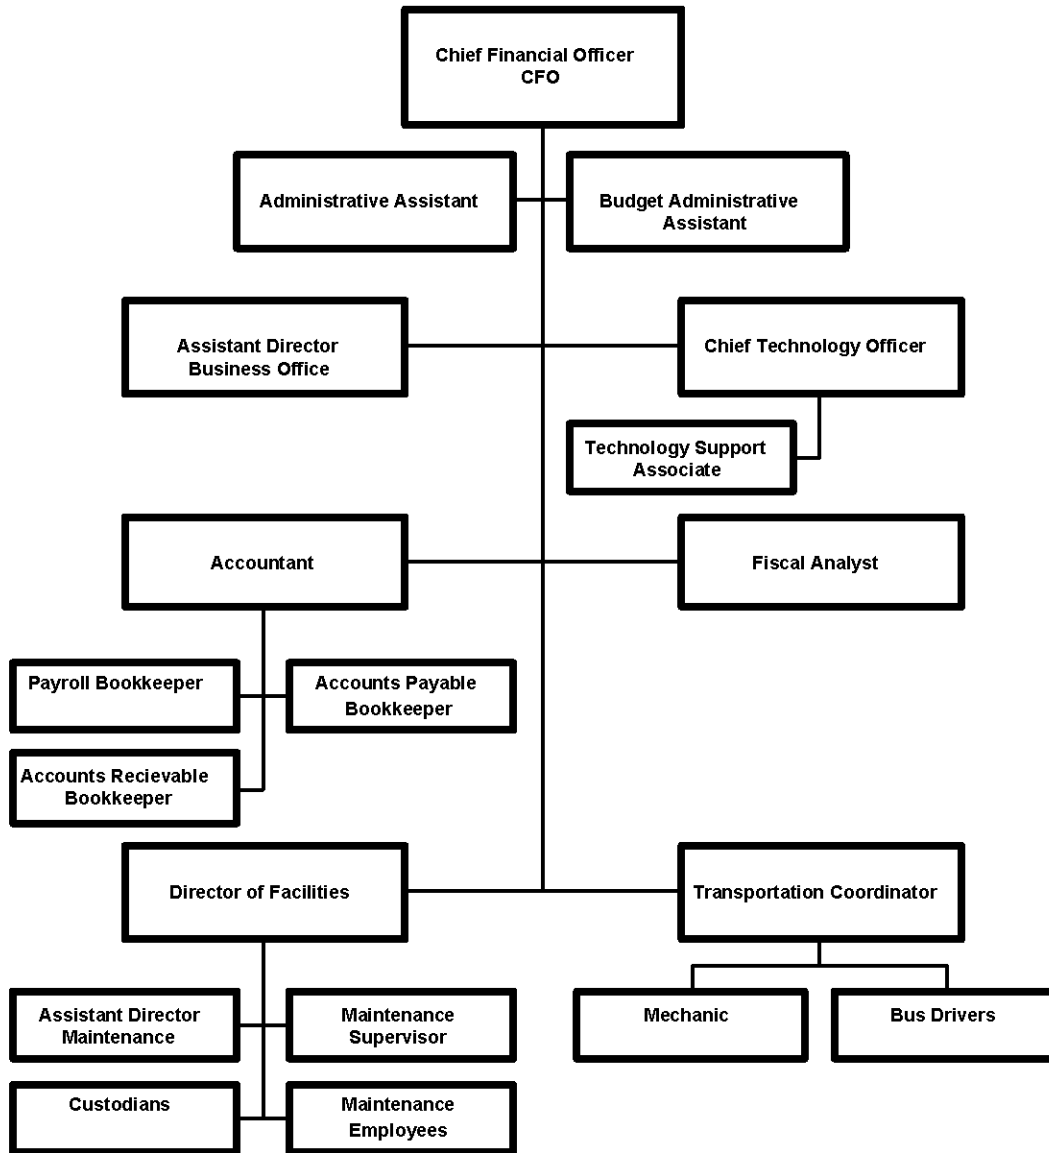 Chief Financial Officer
CFO
Administrative Assistant
Budget Administrative
Assistant
Assistant Director
Business Office
Chief Technology Officer
Technology Support
Associate
Accountant
Fiscal Analyst
Payroll Bookkeeper
Accounts Payable
Bookkeeper
Accounts Recievable
Bookkeeper
Director of Facilities
Transportation Coordinator
Assistant Director
Maintenance
Maintenance
Supervisor
Mechanic
Bus Drivers
Custodians
Maintenance
Employees